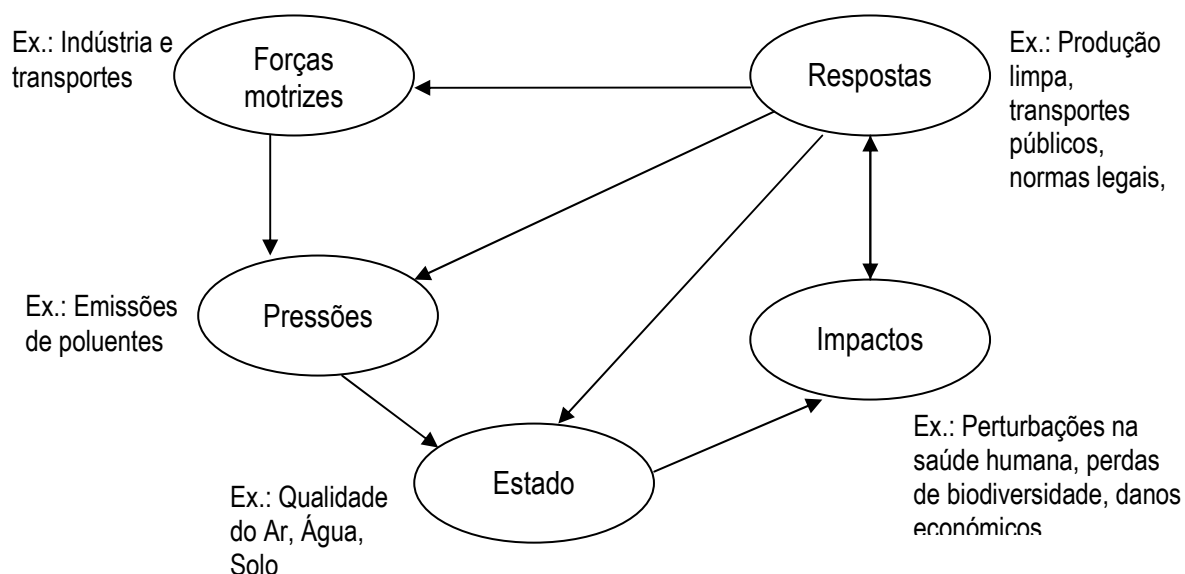 Ex.: Indústria e
transportes
Forças
motrizes
Respostas
Ex.: Produção
limpa,
transportes
públicos,
normas legais,
Ex.: Emissões
de poluentes
Pressões
Impactos
Ex.: Perturbações na
saúde humana, perdas
de biodiversidade, danos
económicos
Estado
Ex.: Qualidade
do Ar, Água,
Solo